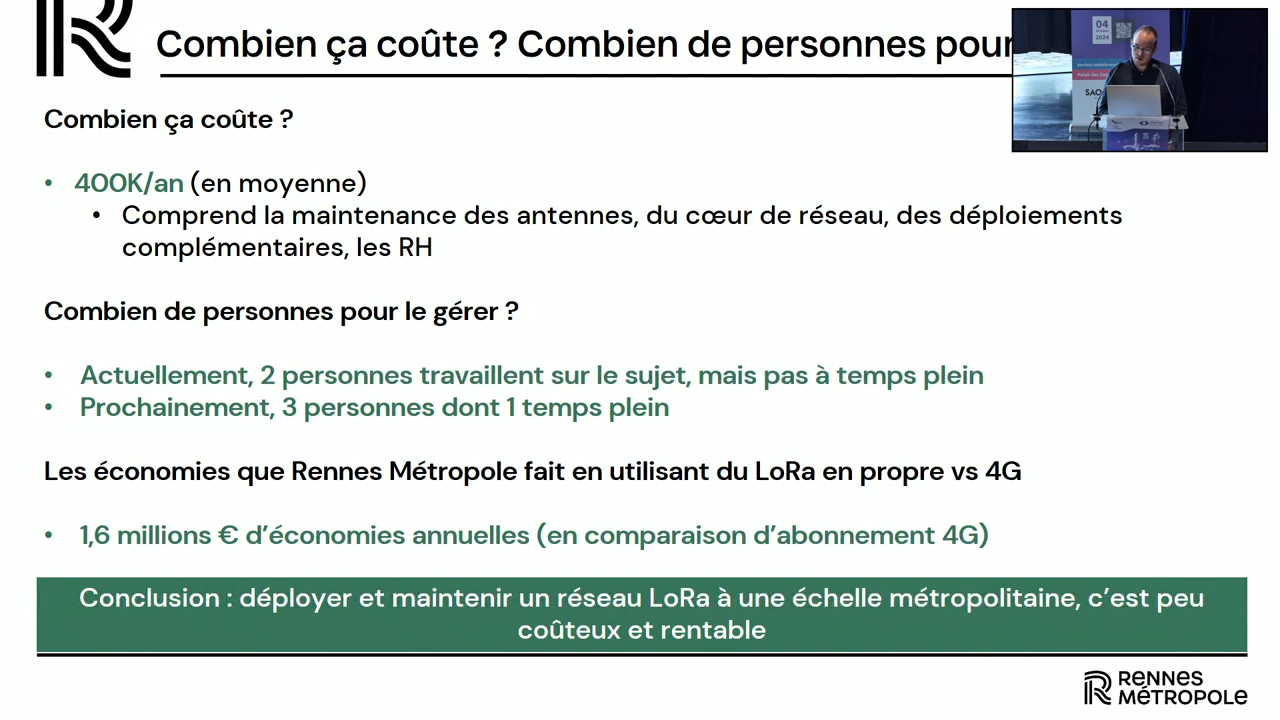 Combien ça coûte ? Combien de personnes pour
04
2024
SAO
Combien ça coûte ?
• 400K/an (en moyenne)
• Comprend la maintenance des antennes, du cœur de réseau, des déploiements
complémentaires, les RH
Combien de personnes pour le gérer ?
• Actuellement, 2 personnes travaillent sur le sujet, mais pas à temps plein
• Prochainement, 3 personnes dont 1 temps plein
Les économies que Rennes Métropole fait en utilisant du LoRa en propre vs 4G
• 1,6 millions € d’économies annuelles (en comparaison d’abonnement 4G)
Conclusion : déployer et maintenir un réseau LoRa à une échelle métropolitaine, c’est peu
coûteux et rentable
RENNES
MÉTROPOLE